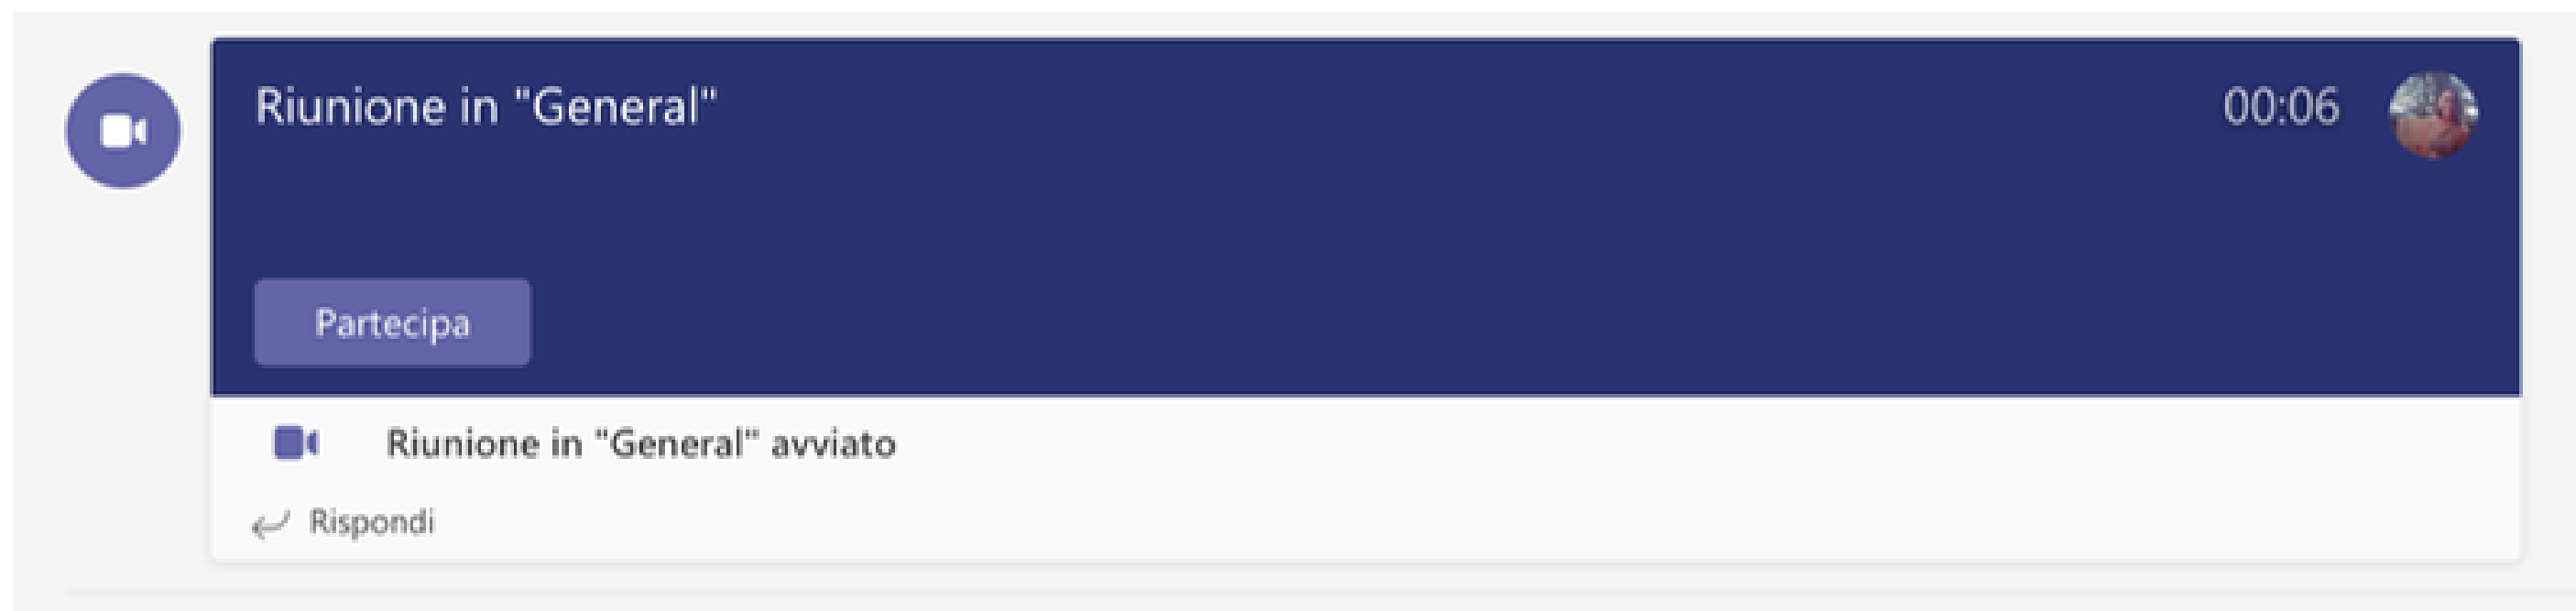 Riunione in "General"
00:06
Partecipa
Riunione in "General" avviato
Rispondi